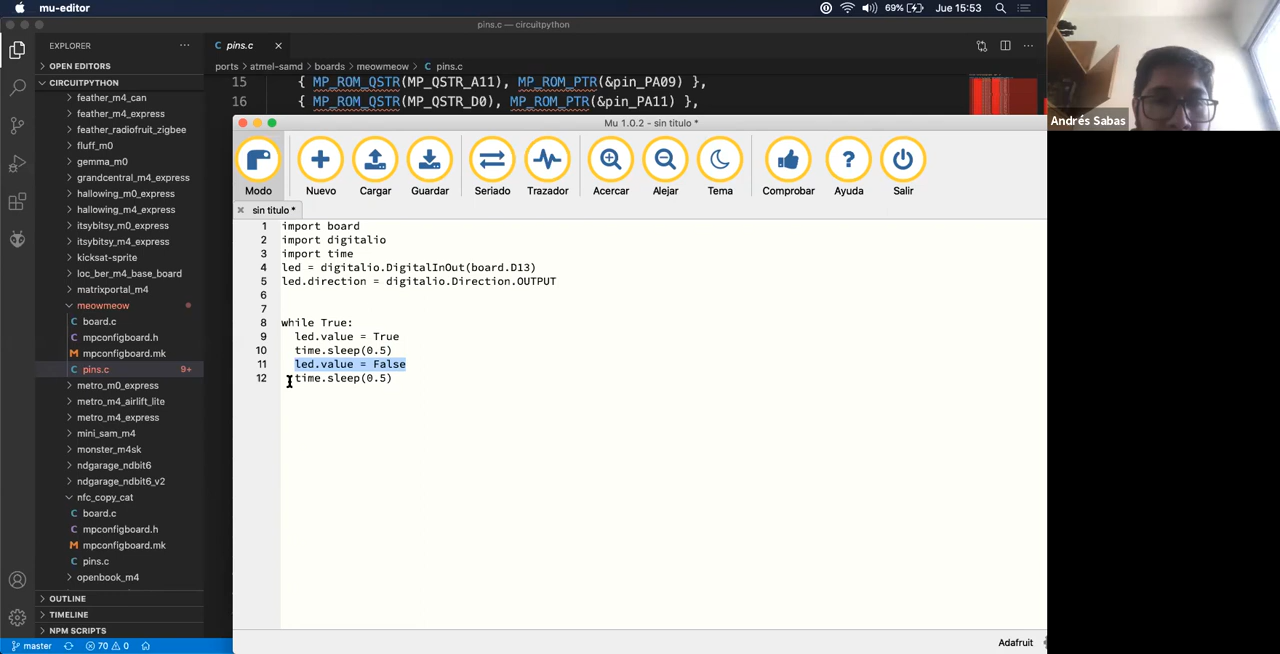 mu-editor
69%
Jue 15:53
pins.c — circuitpython
EXPLORER
OPEN EDITORS
CIRCUITPYTHON
feather_m4_can
feather_m4_express
feather_radiofruit_zigbee
fluff_m0
gemma_m0
grandcentral_m4_express
hallowing_m0_express
hallowing_m4_express
itsybitsy_m0_express
itsybitsy_m4_express
kicksat-sprite
loc_ber_m4_base_board
matrixportal_m4
meowmeow
C board.c
C mpconfigboard.h
M mpconfigboard.mk
C pins.c 9+
metro_m0_express
metro_m4_airlift_lite
metro_m4_express
mini_sam_m4
monster_m4sk
ndgarage_ndbit6
ndgarage_ndbit6_v2
nfc_copy_cat
C board.c
C mpconfigboard.h
M mpconfigboard.mk
C pins.c
openbook_m4
OUTLINE
TIMELINE
NPM SCRIPTS
master
70 0
C pins.c
ports > atmel-samd > boards > meowmeow > C pins.c
15 { MP_ROM_QSTR(MP_QSTR_A11), MP_ROM_PTR(&pin_PA09) },
16 { MP_ROM_QSTR(MP_QSTR_D0), MP_ROM_PTR(&pin_PA11) },
Mu 1.0.2 - sin titulo *
Modo Nuevo Cargar Guardar Seriado Trazador Acercar Alejar Tema Comprobar Ayuda Salir
sin titulo *
1 import board
2 import digitalio
3 import time
4 led = digitalio.DigitalInOut(board.D13)
5 led.direction = digitalio.Direction.OUTPUT
6
7
8 while True:
9 led.value = True
10 time.sleep(0.5)
11 led.value = False
12 time.sleep(0.5)
Adafruit
Andrés Sabas